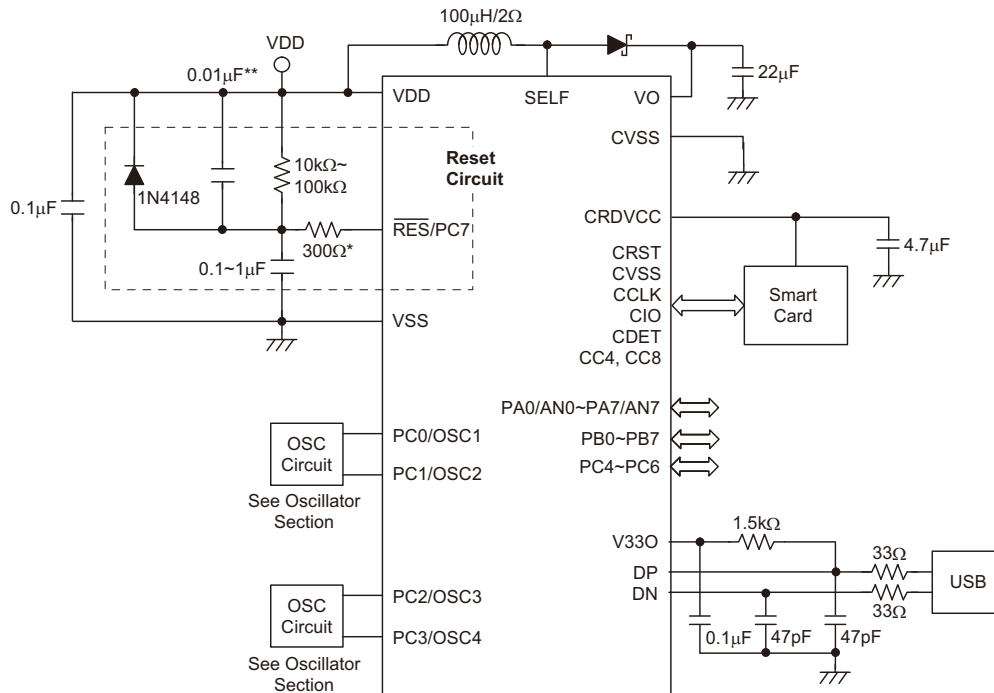 100μH/2Ω
VDD
0.01μF**
22μF
VDD
SELF
VO
CVSS
Reset
Circuit
10kΩ~
100kΩ
1N4148
0.1μF
CRDVCC
RES/PC7
300Ω*
4.7μF
0.1~1μF
CRST
CVSS
CCLK
CIO
CDET
CC4, CC8
Smart
Card
VSS
PA0/AN0~PA7/AN7
PB0~PB7
PC4~PC6
OSC
Circuit
PC0/OSC1
PC1/OSC2
See Oscillator
Section
1.5kΩ
V33O
DP
DN
33Ω
33Ω
USB
OSC
Circuit
PC2/OSC3
PC3/OSC4
0.1μF
47pF
47pF
See Oscillator
Section